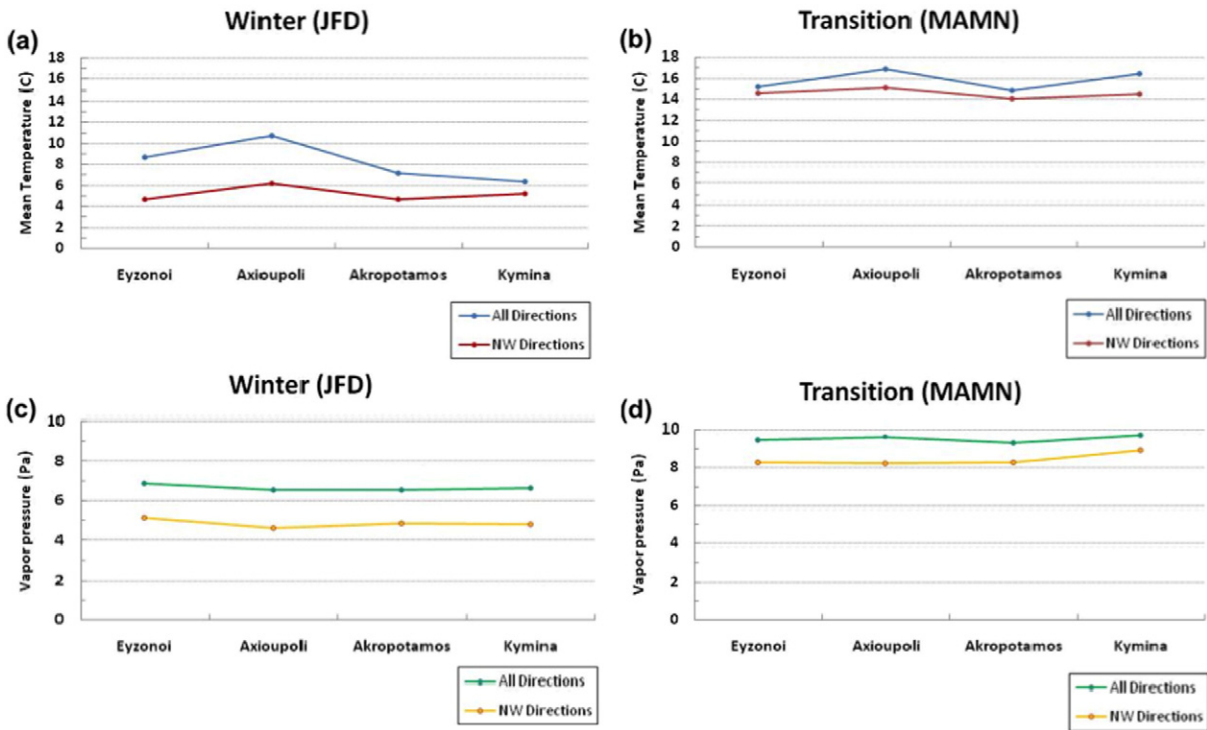 (a) Winter (JFD)
Mean Temperature (C)
18
16
14
12
10
8
6
4
2
0
Eyzonoi Axioupoli Akropotamos Kymina
All Directions
NW Directions
(b) Transition (MAMN)
Mean Temperature (C)
18
16
14
12
10
8
6
4
2
0
Eyzonoi Axioupoli Akropotamos Kymina
All Directions
NW Directions
(c) Winter (JFD)
Vapor pressure (Pa)
10
8
6
4
2
0
Eyzonoi Axioupoli Akropotamos Kymina
All Directions
NW Directions
(d) Transition (MAMN)
Vapor pressure (Pa)
10
8
6
4
2
0
Eyzonoi Axioupoli Akropotamos Kymina
All Directions
NW Directions